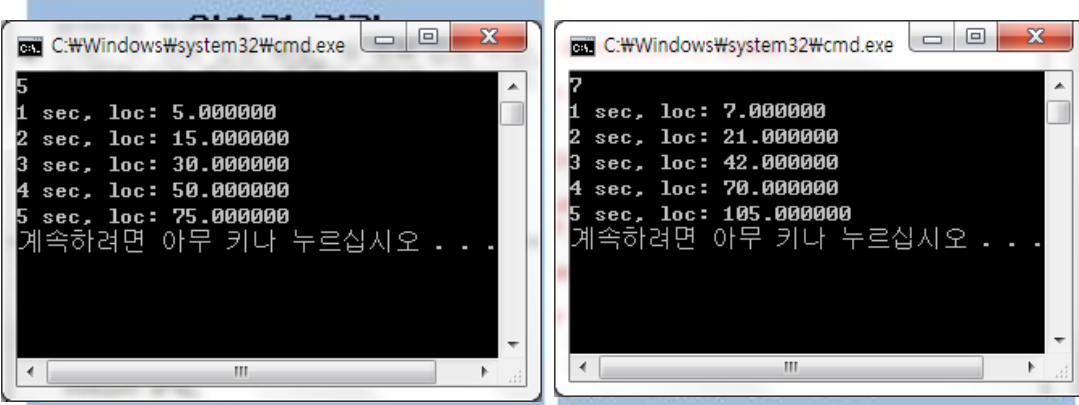 C:₩Windows₩system32₩cmd.exe
5
1 sec, loc: 5.000000
2 sec, loc: 15.000000
3 sec, loc: 30.000000
4 sec, loc: 50.000000
5 sec, loc: 75.000000
계속하려면 아무 키나 누르십시오 . . .
C:₩Windows₩system32₩cmd.exe
7
1 sec, loc: 7.000000
2 sec, loc: 21.000000
3 sec, loc: 42.000000
4 sec, loc: 70.000000
5 sec, loc: 105.000000
계속하려면 아무 키나 누르십시오 . . .